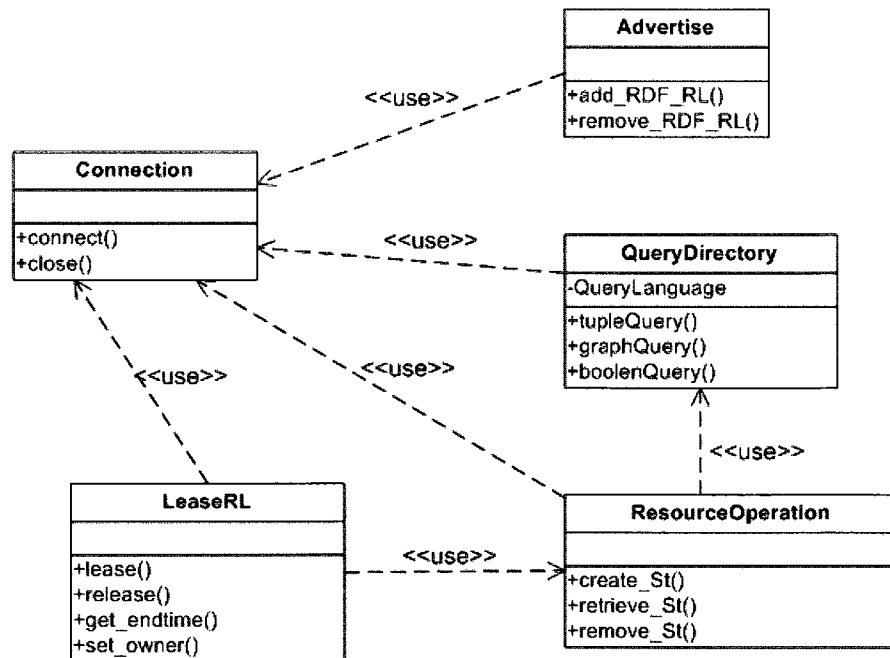 Advertise
+add_RDF_RL()
+remove_RDF_RL()
<<use>>
Connection
+connect()
+close()
<<use>>
QueryDirectory
-QueryLanguage
+tupleQuery()
+graphQuery()
+boolenQuery()
<<use>>
<<use>>
<<use>>
LeaseRL
+lease()
+release()
+get_endtime()
+set_owner()
<<use>>
ResourceOperation
+create_St()
+retrieve_St()
+remove_St()